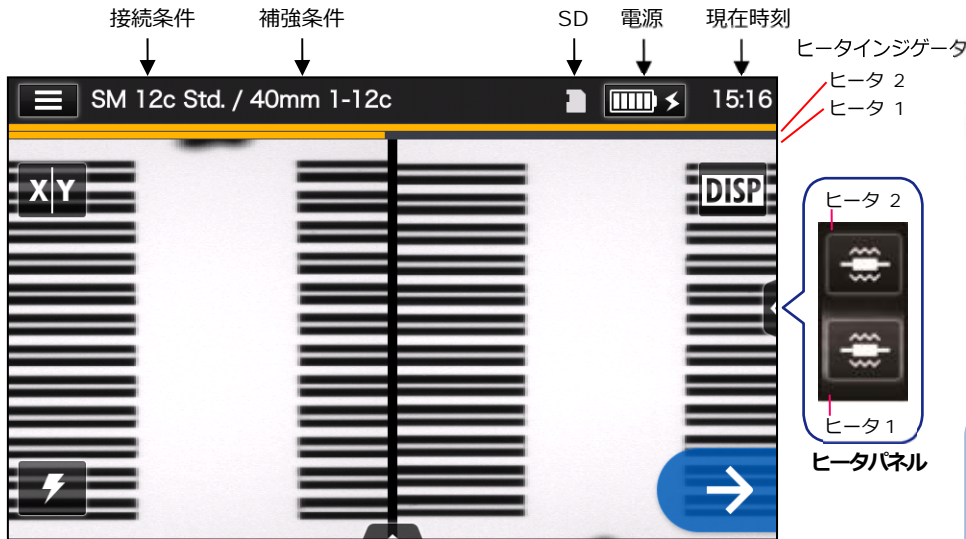 接続条件 補強条件 SD 電源 現在時刻
ヒータインジゲータ
ヒータ 2
ヒータ 1
SM 12c Std. / 40mm 1-12c 15:16
X|Y DISP
ヒータ 2
ヒータ1
ヒータパネル